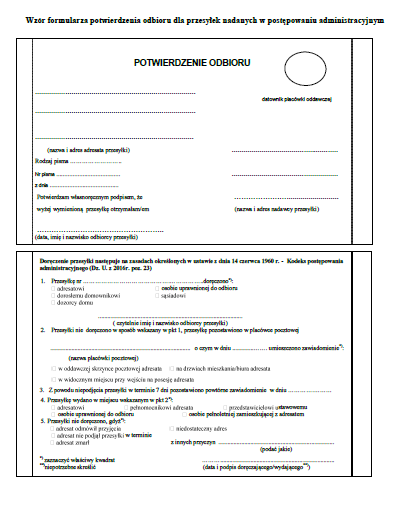 Wzór formularza potwierdzenia odbioru dla przesyłek nadanych w postępowaniu administracyjnym
POTWIERDZENIE ODBIORU
datownik placówki oddawczej
(nazwa i adres adresata przesyłki)
Rodzaj pisma ........................
Nr pisma ........................
z dnia ........................
Potwierdzam własnoręcznym podpisem, że
wyżej wymienioną przesyłkę otrzymałam/em
(nazwa i adres nadawcy przesyłki)
(data, imię i nazwisko odbiorcy przesyłki)
Doręczenie przesyłki następuje na zasadach określonych w ustawie z dnia 14 czerwca 1960 r. - Kodeks postępowania
administracyjnego (Dz. U. z 2016r. poz. 23)
1. Przesyłkę nr ........................ doręczono*):
□ adresatowi □ osobie uprawnionej do odbioru
□ dorosłemu domownikowi □ sąsiadowi
□ dozorcy domu
( czytelnie imię i nazwisko odbiorcy przesyłki)
2. Przesyłki nie doręczono w sposób wskazany w pkt 1, przesyłkę pozostawiono w placówce pocztowej
........................ o czym w dniu ............ umieszczono zawiadomienie*):
(nazwa placówki pocztowej)
□ w oddawczej skrzynce pocztowej adresata □ na drzwiach mieszkania/biura adresata
□ w widocznym miejscu przy wejściu na posesję adresata
3. Z powodu niepodjęcia przesyłki w terminie 7 dni pozostawiono powtórne zawiadomienie w dniu ............
4. Przesyłkę wydano w miejscu wskazanym w pkt 2*):
□ adresatowi □ pełnomocnikowi adresata □ przedstawicielowi ustawowemu
□ osobie uprawnionej do odbioru □ osobie pełnoletniej zamieszkującej z adresatem
5. Przesyłki nie doręczono, gdyż*):
□ adresat odmówił przyjęcia □ niedostateczny adres
□ adresat nie podjął przesyłki w terminie
□ adresat zmarł z innych przyczyn ........................
(podać jakie)
*) zaznaczyć właściwy kwadrat
**) niepotrzebne skreślić (data i podpis doręczającego/wydającego**))